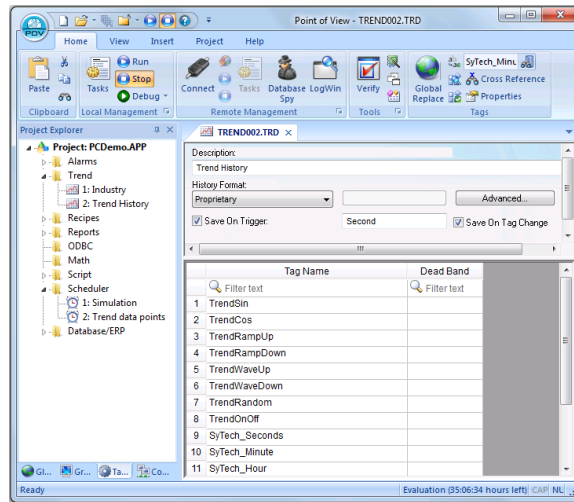 Point of View - TREND002.TRD
POV
Home View Insert Project Help
Paste
Clipboard
Tasks
Run
Stop
Debug
Local Management
Connect
Tasks
Database Spy
LogWin
Remote Management
Verify
Tools
Global Replace
SyTech_Minu
Cross Reference
Properties
Tags
Project Explorer
Project: PCDemo.APP
Alarms
Trend
1: Industry
2: Trend History
Recipes
Reports
ODBC
Math
Script
Scheduler
1: Simulation
2: Trend data points
Database/ERP
Gl... Gr... Ta... Co...
TREND002.TRD
Description:
Trend History
History Format:
Proprietary
Advanced...
Save On Trigger: Second Save On Tag Change
Tag Name Dead Band
Filter text Filter text
1 TrendSin
2 TrendCos
3 TrendRampUp
4 TrendRampDown
5 TrendWaveUp
6 TrendWaveDown
7 TrendRandom
8 TrendOnOff
9 SyTech_Seconds
10 SyTech_Minute
11 SyTech_Hour
Ready Evaluation (35:06:34 hours left) CAP